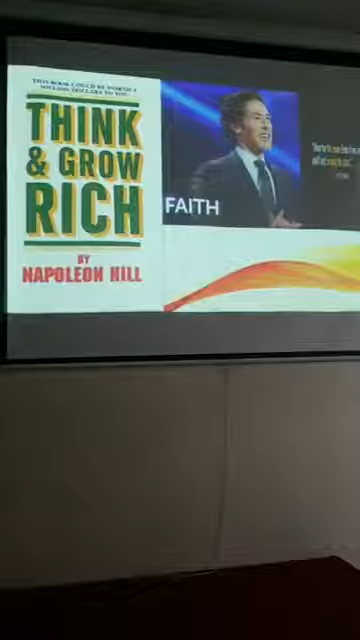 THIS BOOK COULD BE WORTH A
MILLION DOLLARS TO YOU
THINK
& GROW
RICH
BY
NAPOLEON HILL
FAITH